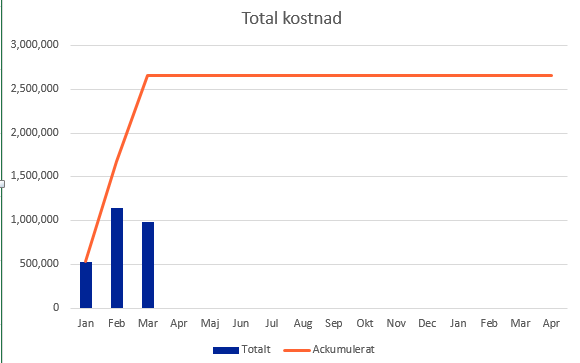 Total kostnad
3,000,000
2,500,000
2,000,000
1,500,000
1,000,000
500,000
0
Jan Feb Mar Apr Maj Jun Jul Aug Sep Okt Nov Dec Jan Feb Mar Apr
Totalt Ackumulerat